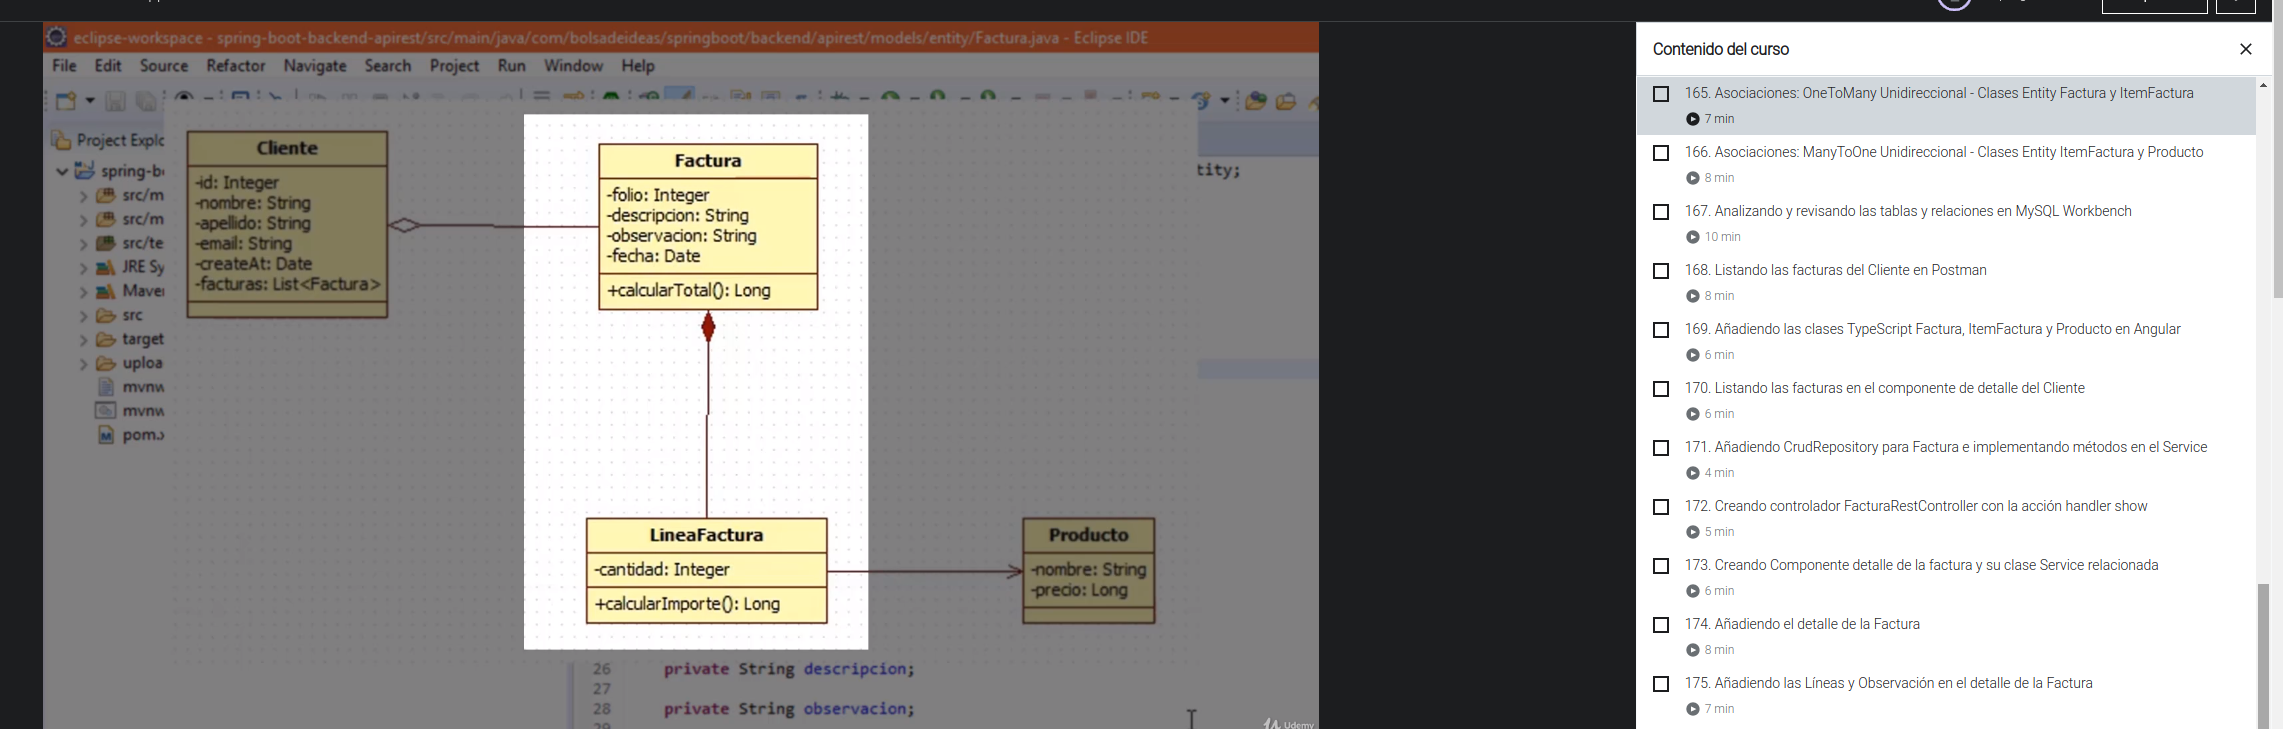 eclipse-workspace - spring-boot-backend-apirest/src/main/java/com/bolsadeideas/springboot/backend/apirest/models/entity/Factura.java - Eclipse IDE
File Edit Source Refactor Navigate Search Project Run Window Help
Project Explo
spring-b
src/m
src/m
src/te
JRE Sy
Maver
src
target
uploa
mvnw
mvnw
pom.x
Cliente
-id: Integer
-nombre: String
-apellido: String
-email: String
-createAt: Date
-facturas: List<Factura>
Factura
-folio: Integer
-descripcion: String
-observacion: String
-fecha: Date
+calcularTotal(): Long
LineaFactura
-cantidad: Integer
+calcularImporte(): Long
Producto
-nombre: String
-precio: Long
tity;
26 private String descripcion;
27
28 private String observacion;
29
Udemy
Contenido del curso
165. Asociaciones: OneToMany Unidireccional - Clases Entity Factura y ItemFactura
7 min
166. Asociaciones: ManyToOne Unidireccional - Clases Entity ItemFactura y Producto
8 min
167. Analizando y revisando las tablas y relaciones en MySQL Workbench
10 min
168. Listando las facturas del Cliente en Postman
8 min
169. Añadiendo las clases TypeScript Factura, ItemFactura y Producto en Angular
6 min
170. Listando las facturas en el componente de detalle del Cliente
6 min
171. Añadiendo CrudRepository para Factura e implementando métodos en el Service
4 min
172. Creando controlador FacturaRestController con la acción handler show
5 min
173. Creando Componente detalle de la factura y su clase Service relacionada
6 min
174. Añadiendo el detalle de la Factura
8 min
175. Añadiendo las Líneas y Observación en el detalle de la Factura
7 min